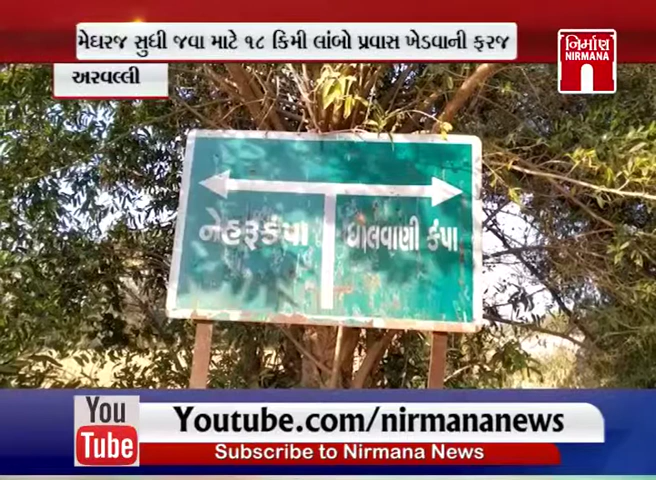 મેઘરજ સુધી જવા માટે ૧૮ કિમી લાંબો પ્રવાસ ખેડવાની ફરજ
निर्माण
NIRMANA
અરવલ્લી
નેહરૂકંપા ધોલવાણી કંપા
You
Tube
Youtube.com/nirmananews
Subscribe to Nirmana News